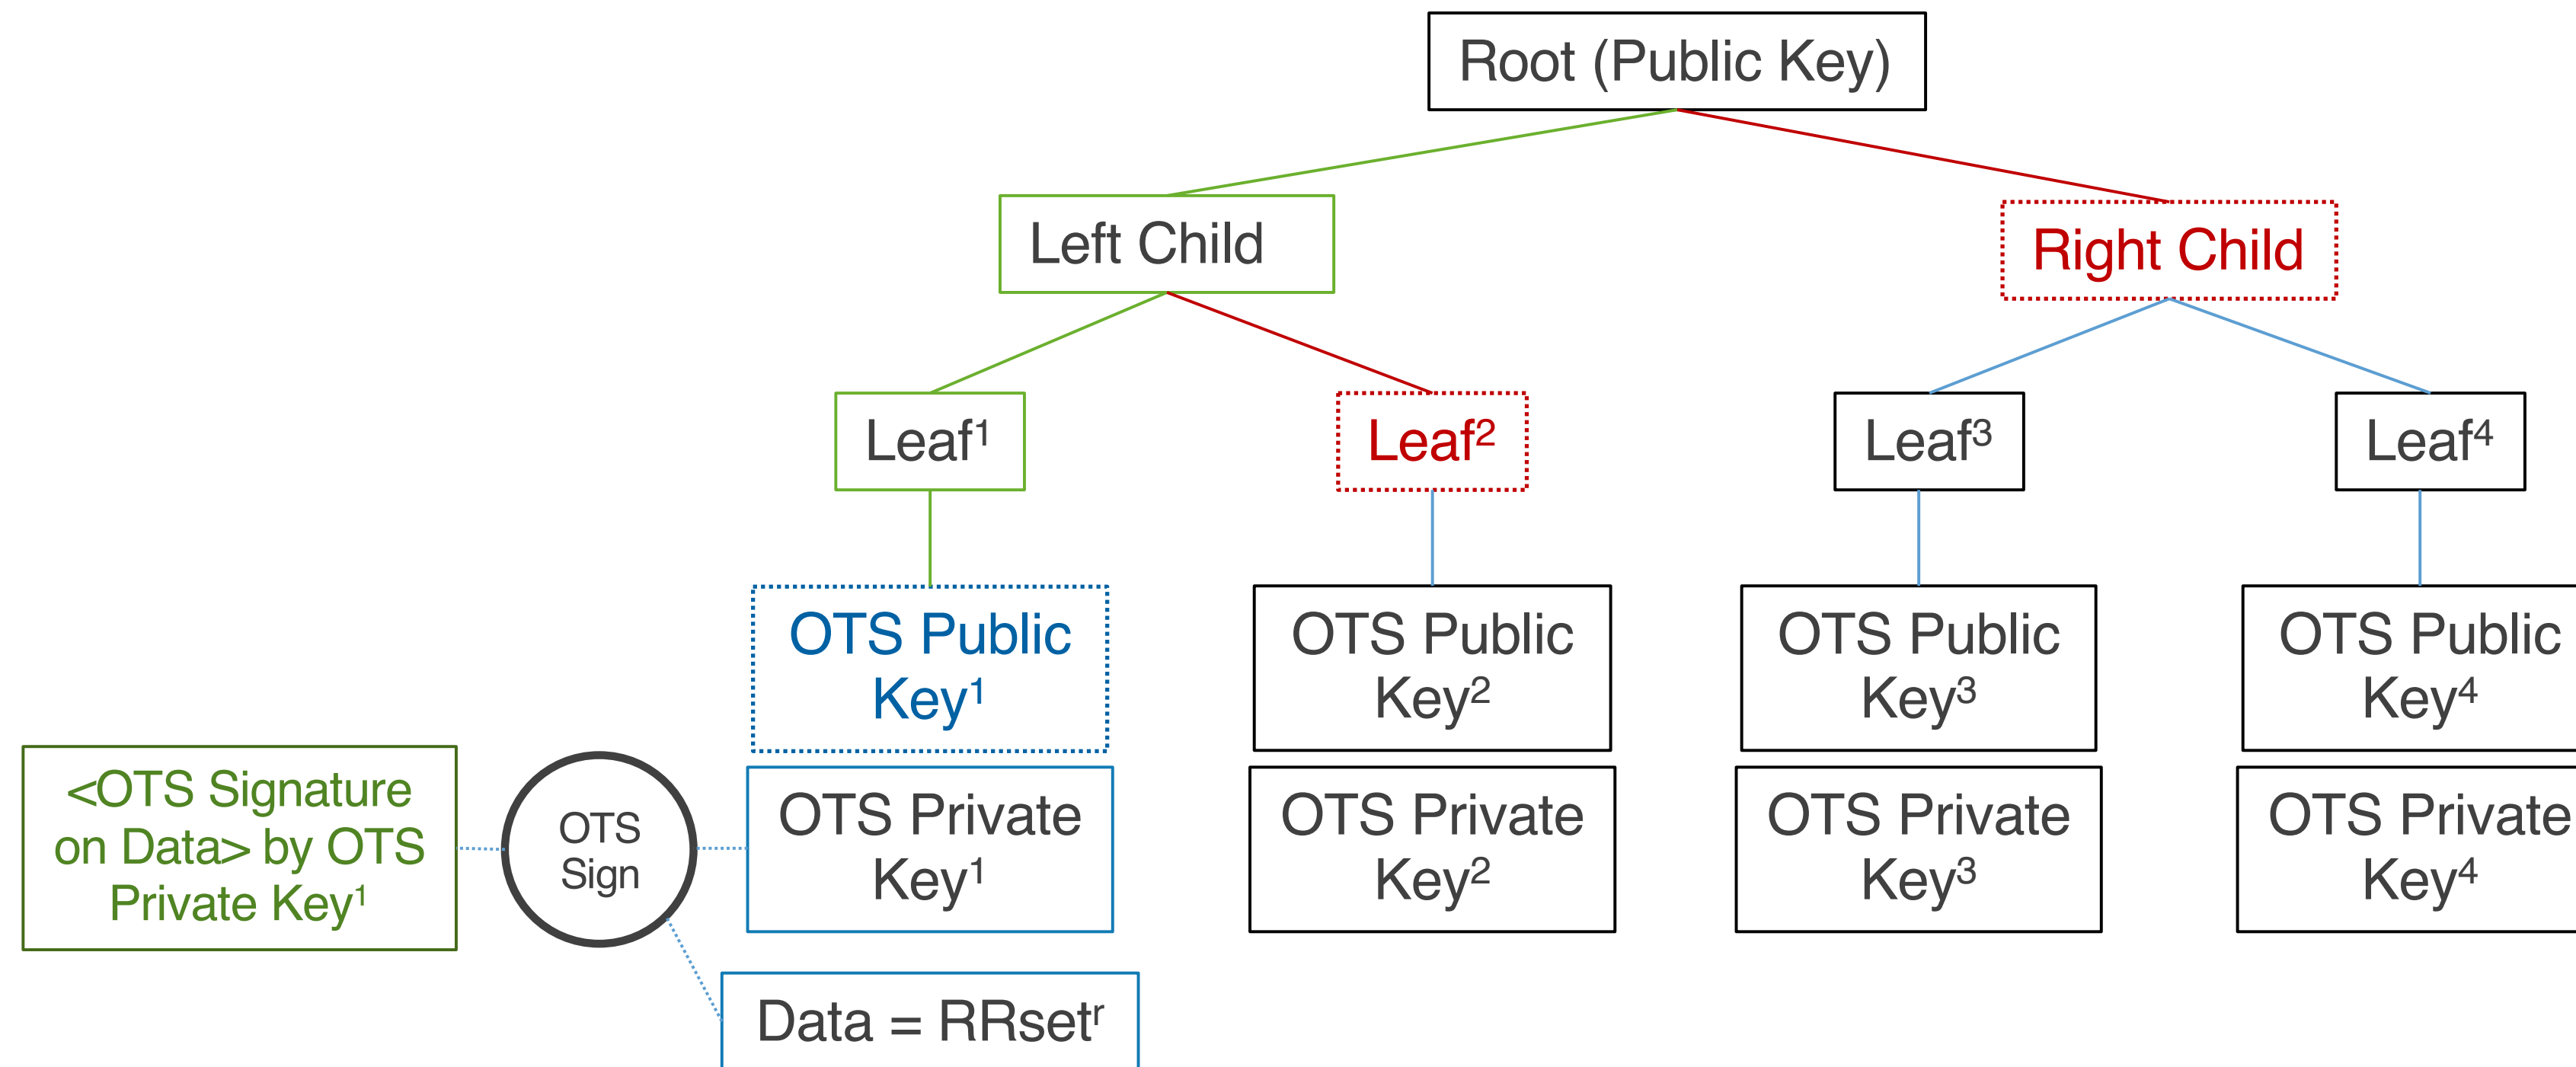 Root (Public Key)
Left Child
Right Child
Leaf¹
Leaf²
Leaf³
Leaf⁴
OTS Public
Key¹
OTS Public
Key²
OTS Public
Key³
OTS Public
Key⁴
<OTS Signature
on Data> by OTS
Private Key¹
OTS
Sign
OTS Private
Key¹
OTS Private
Key²
OTS Private
Key³
OTS Private
Key⁴
Data = RRsetʳ